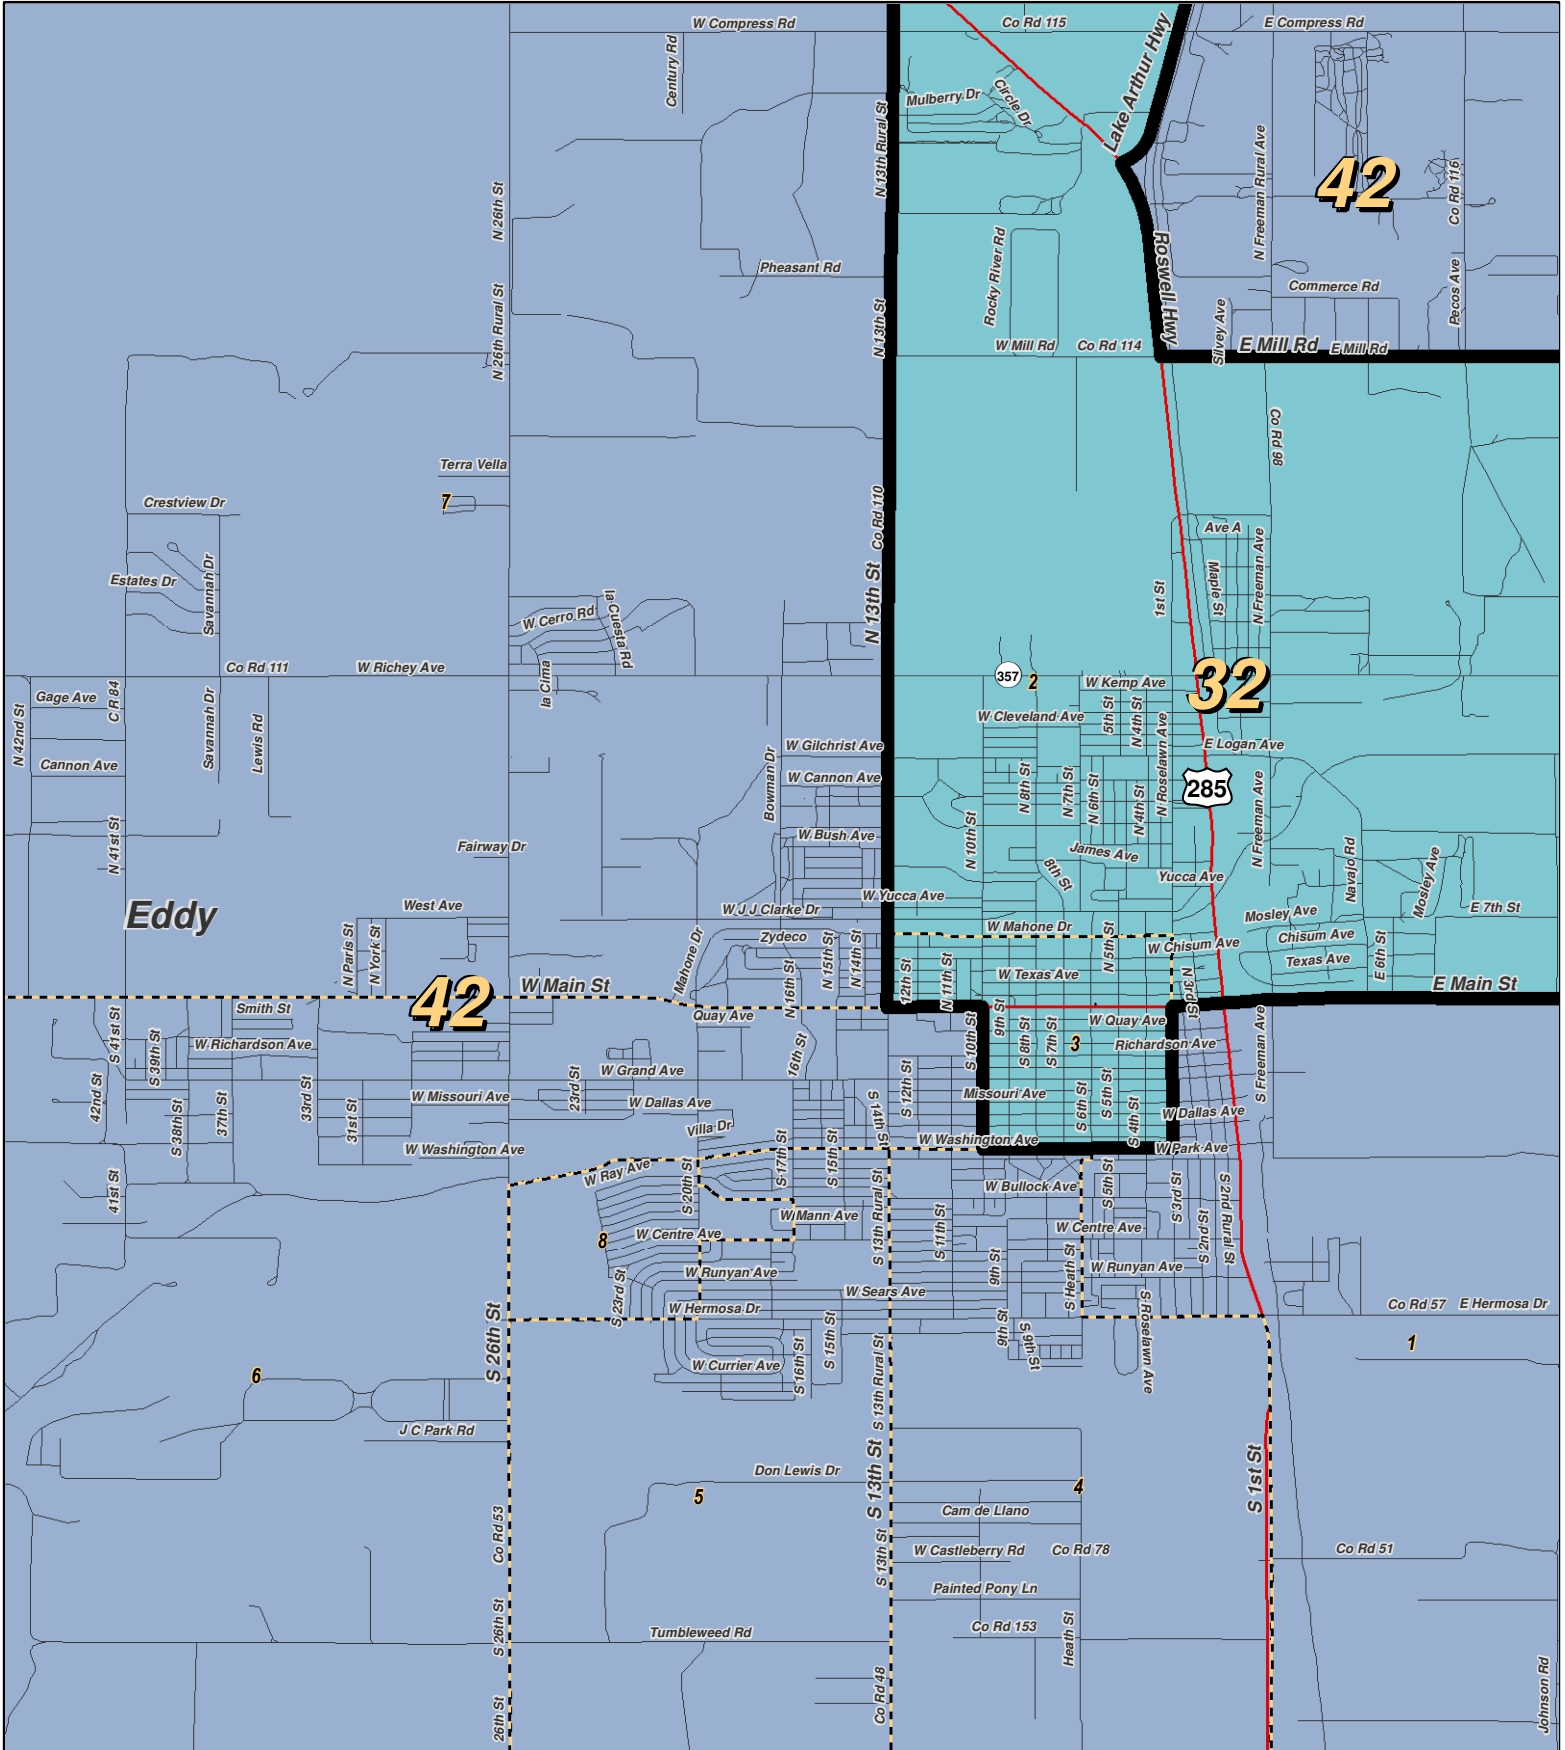 W Compress Rd
Co Rd 115
E Compress Rd
Century Rd
Lake Arthur Hwy
Mulberry Dr
Circle Dr
N 13th Rural St
N Freeman Rural Ave
42
Co Rd 116
N 26th St
Rocky River Rd
Roswell Hwy
Pheasant Rd
Commerce Rd
Pecos Ave
N 26th Rural St
N 13th St
Silvey Ave
W Mill Rd
Co Rd 114
E Mill Rd
E Mill Rd
Co Rd 98
Terra Vella
7
Crestview Dr
Co Rd 110
Ave A
Estates Dr
Savannah Dr
N 13th St
1st St
Maple St
N Freeman Ave
W Cerro Rd
la Cuesta Rd
Co Rd 111
W Richey Ave
la Cima
357
2
W Kemp Ave
32
Gage Ave
C R 84
N 42nd St
Savannah Dr
Lewis Rd
W Cleveland Ave
5th St
N 4th St
N Roselawn Ave
W Gilchrist Ave
E Logan Ave
Cannon Ave
Bowman Dr
W Cannon Ave
N 8th St
N 7th St
N 6th St
N 4th St
285
N Freeman Ave
N 41st St
W Bush Ave
N 10th St
Fairway Dr
James Ave
8th St
Navajo Rd
Mosley Ave
Yucca Ave
W Yucca Ave
Eddy
West Ave
W J J Clarke Dr
Mosley Ave
E 7th St
N Paris St
N York St
Mahone Dr
Zydeco
N 15th St
N 14th St
W Mahone Dr
N 5th St
W Chisum Ave
Chisum Ave
Texas Ave
E 6th St
N 16th St
12th St
N 11th St
W Texas Ave
N 3rd St
42
W Main St
E Main St
Smith St
Quay Ave
9th St
W Quay Ave
S 41st St
S 39th St
W Richardson Ave
16th St
S 10th St
S 8th St
S 7th St
3
Richardson Ave
S Freeman Ave
W Grand Ave
42nd St
33rd St
W Missouri Ave
23rd St
W Dallas Ave
S 12th St
Missouri Ave
S 6th St
S 5th St
S 4th St
W Dallas Ave
S 38th St
37th St
31st St
Villa Dr
S 14th St
W Washington Ave
W Washington Ave
W Park Ave
41st St
W Ray Ave
S 20th St
S 17th St
S 15th St
W Bullock Ave
S 5th St
S 3rd St
S 2nd Rural St
W Mann Ave
S 13th Rural St
S 11th St
8
W Centre Ave
W Centre Ave
S 2nd St
W Runyan Ave
9th St
S Heath St
W Runyan Ave
S 23rd St
W Sears Ave
W Hermosa Dr
S Roselawn Ave
Co Rd 57
E Hermosa Dr
S 26th St
S 15th St
S 16th St
9th St
S 9th St
1
6
W Currier Ave
S 13th Rural St
J C Park Rd
S 13th St
S 1st St
Don Lewis Dr
5
4
Cam de Llano
Co Rd 53
S 13th St
W Castleberry Rd
Co Rd 78
Co Rd 51
Painted Pony Ln
S 26th St
Tumbleweed Rd
Co Rd 153
Heath St
26th St
Co Rd 48
Johnson Rd